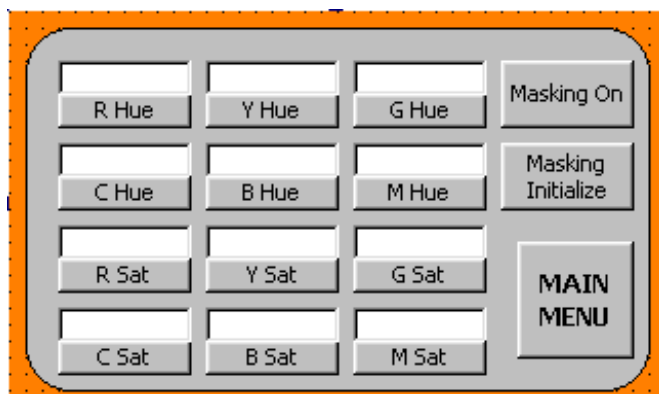 R Hue
Y Hue
G Hue
Masking On
C Hue
B Hue
M Hue
Masking
Initialize
R Sat
Y Sat
G Sat
MAIN
MENU
C Sat
B Sat
M Sat